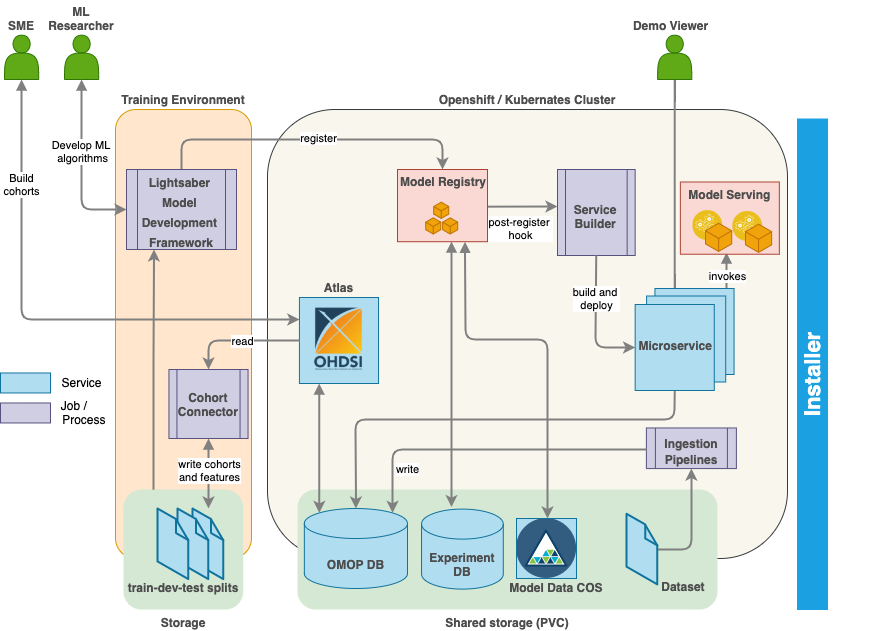 SME
ML
Researcher
Demo Viewer
Training Environment
Openshift / Kubernates Cluster
Develop ML
algorithms
Build
cohorts
register
Lightsaber
Model
Development
Framework
Model Registry
post-register
hook
Service
Builder
Model Serving
invokes
build and
deploy
Atlas
OHDSI
read
Microservice
Installer
Service
Job /
Process
Cohort
Connector
write cohorts
and features
write
Ingestion
Pipelines
train-dev-test splits
OMOP DB
Experiment
DB
Model Data COS
Dataset
Storage
Shared storage (PVC)